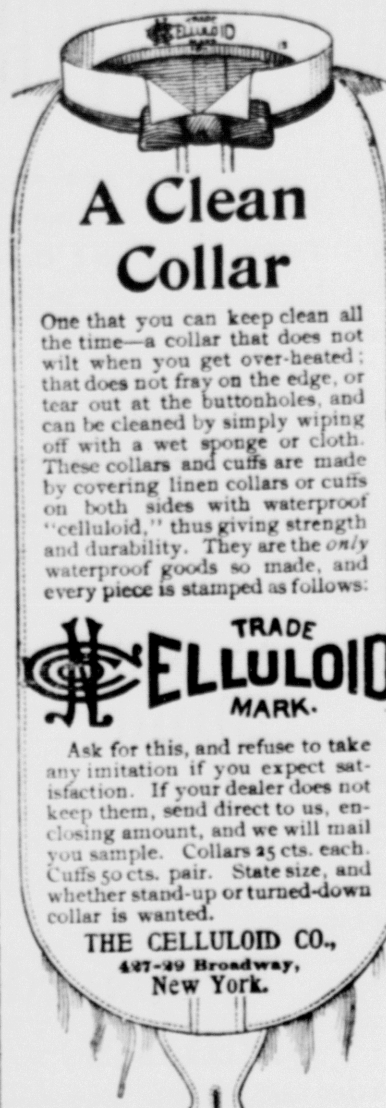 TRADE
CELLULOID
MARK
A Clean
Collar
One that you can keep clean all
the time—a collar that does not
wilt when you get over-heated;
that does not fray on the edge, or
tear out at the buttonholes, and
can be cleaned by simply wiping
off with a wet sponge or cloth.
These collars and cuffs are made
by covering linen collars or cuffs
on both sides with waterproof
"celluloid," thus giving strength
and durability. They are the only
waterproof goods so made, and
every piece is stamped as follows:
TRADE
CELLULOID
MARK.
Ask for this, and refuse to take
any imitation if you expect sat-
isfaction. If your dealer does not
keep them, send direct to us, en-
closing amount, and we will mail
you sample. Collars 25 cts. each.
Cuffs 50 cts. pair. State size, and
whether stand-up or turned-down
collar is wanted.
THE CELLULOID CO.,
427-29 Broadway,
New York.